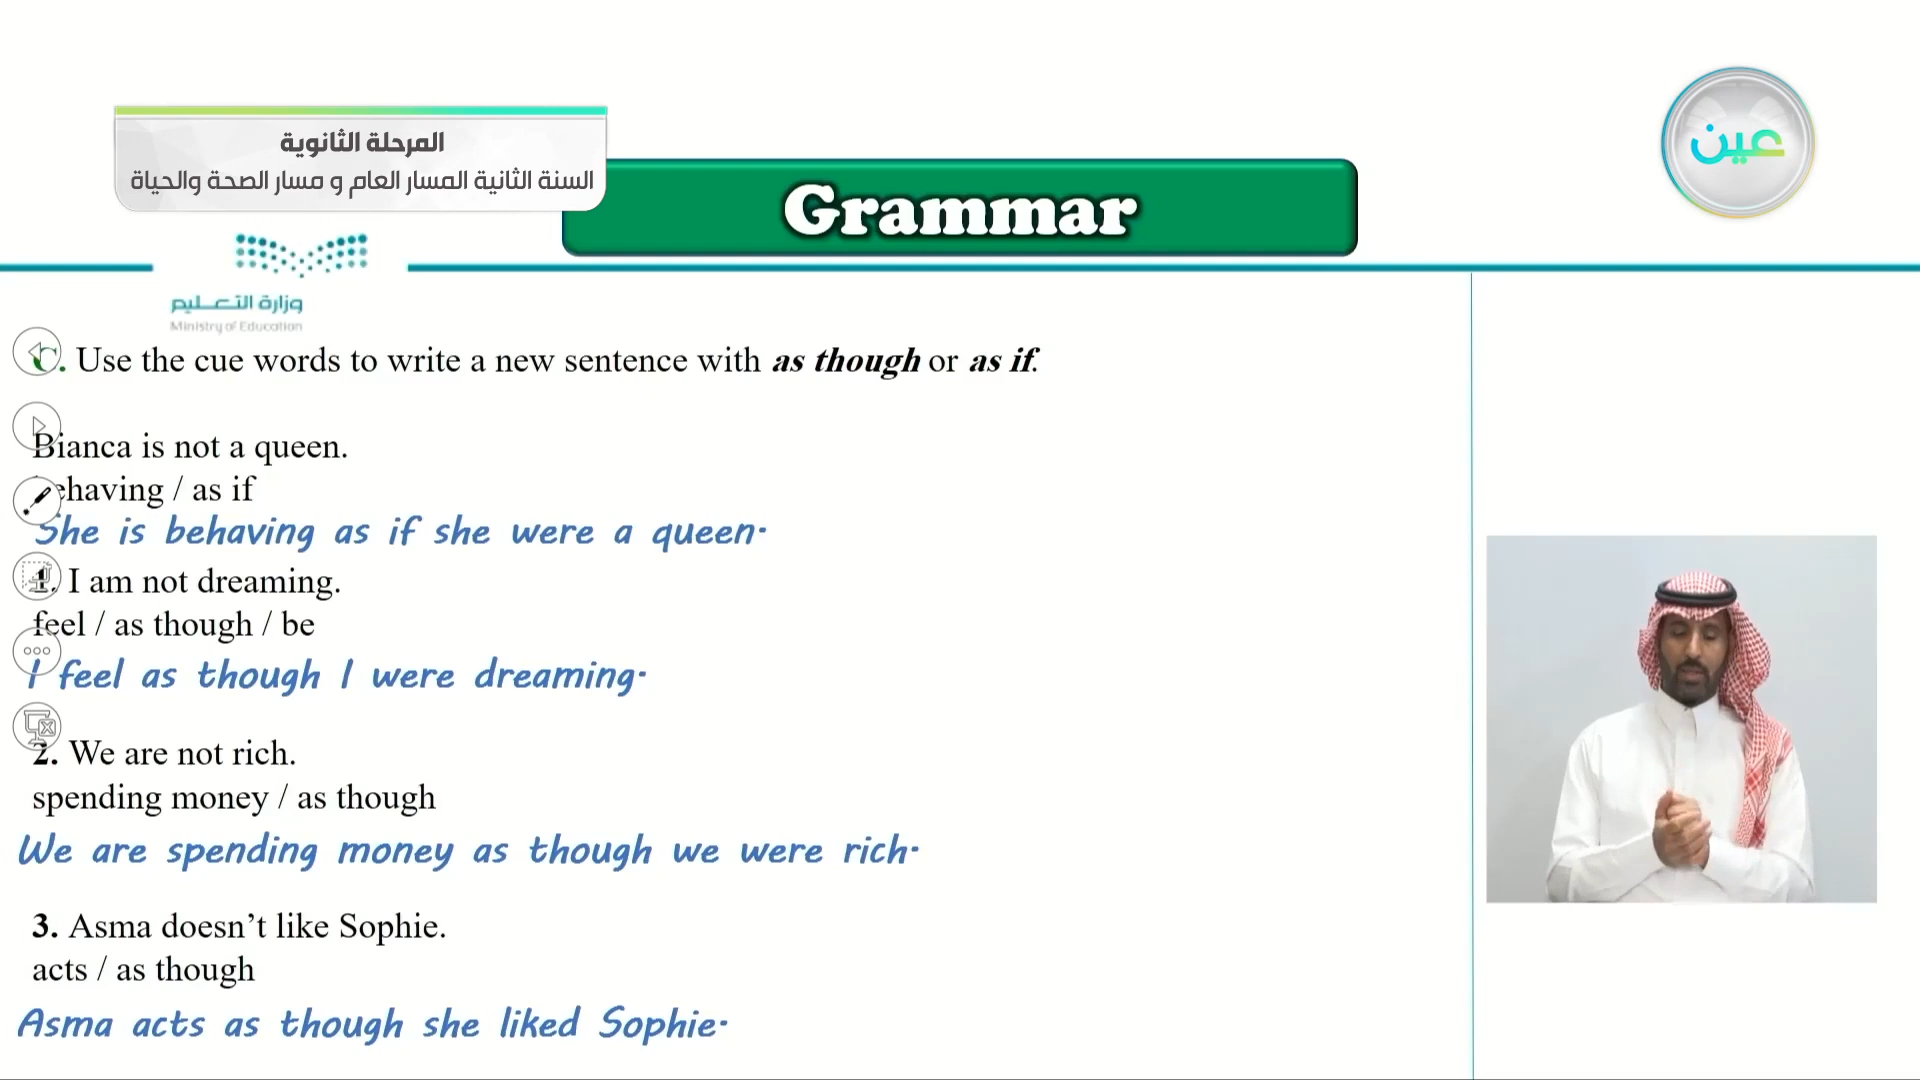 المرحلة الثانوية
السنة الثانية المسار العام و مسار الصحة والحياة
عين
Grammar
وزارة التعليم
Ministry of Education
C. Use the cue words to write a new sentence with as though or as if.
Bianca is not a queen.
behaving / as if
She is behaving as if she were a queen.
1. I am not dreaming.
feel / as though / be
I feel as though I were dreaming.
2. We are not rich.
spending money / as though
We are spending money as though we were rich.
3. Asma doesn't like Sophie.
acts / as though
Asma acts as though she liked Sophie.